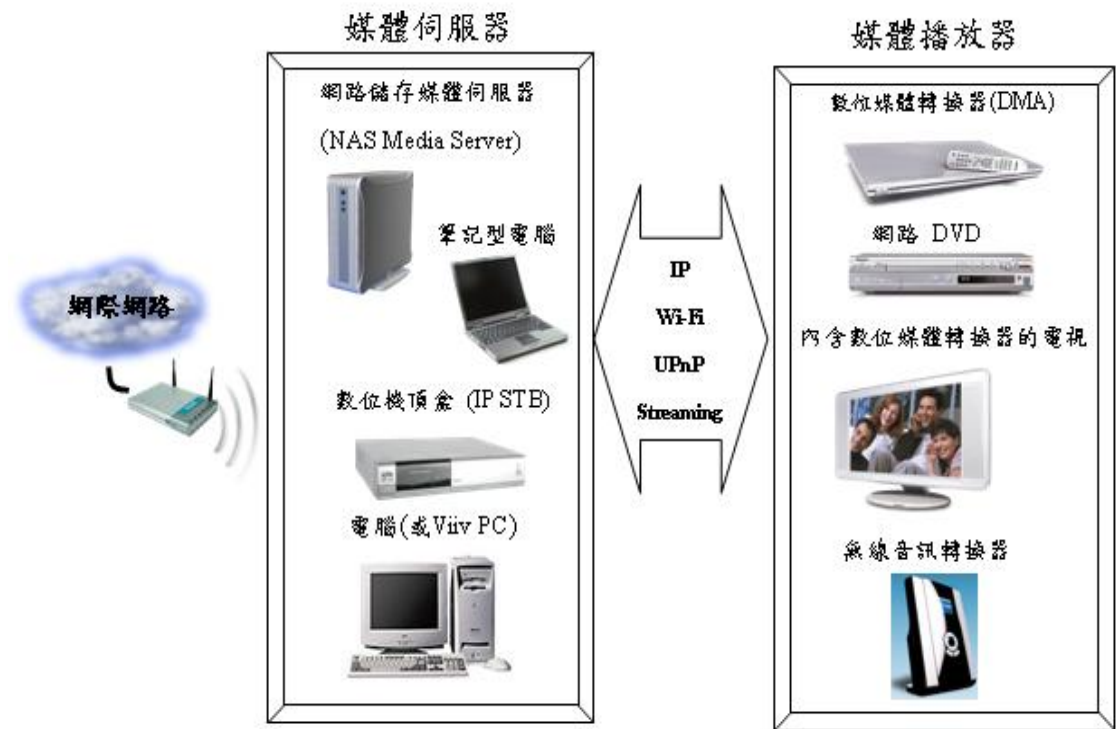 媒體伺服器
網路儲存媒體伺服器
(NAS Media Server)
筆記型電腦
數位機頂盒 (IP STB)
電腦(或Viiv PC)
網際網路
IP
Wi-Fi
UPnP
Streaming
媒體播放器
數位媒體轉換器(DMA)
網路 DVD
內含數位媒體轉換器的電視
無線音訊轉換器